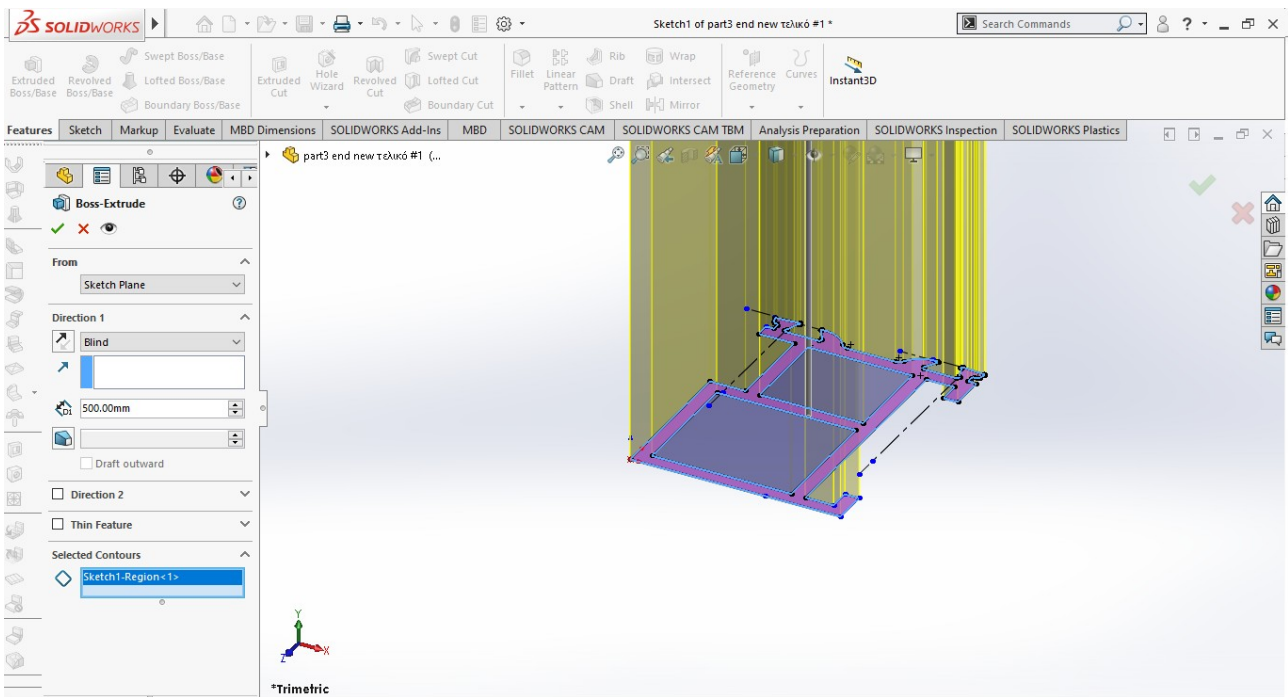 SOLIDWORKS
Sketch1 of part3 end new τελικό #1 *
Search Commands
?
Extruded Boss/Base
Revolved Boss/Base
Swept Boss/Base
Lofted Boss/Base
Boundary Boss/Base
Extruded Cut
Hole Wizard
Revolved Cut
Swept Cut
Lofted Cut
Boundary Cut
Fillet
Linear Pattern
Rib
Draft
Shell
Wrap
Intersect
Mirror
Reference Geometry
Curves
Instant3D
Features Sketch Markup Evaluate MBD Dimensions SOLIDWORKS Add-Ins MBD SOLIDWORKS CAM SOLIDWORKS CAM TBM Analysis Preparation SOLIDWORKS Inspection SOLIDWORKS Plastics
part3 end new τελικό #1 (...
Boss-Extrude
From
Sketch Plane
Direction 1
Blind
D1 500.00mm
Draft outward
Direction 2
Thin Feature
Selected Contours
Sketch1-Region<1>
Y
X
Z
*Trimetric